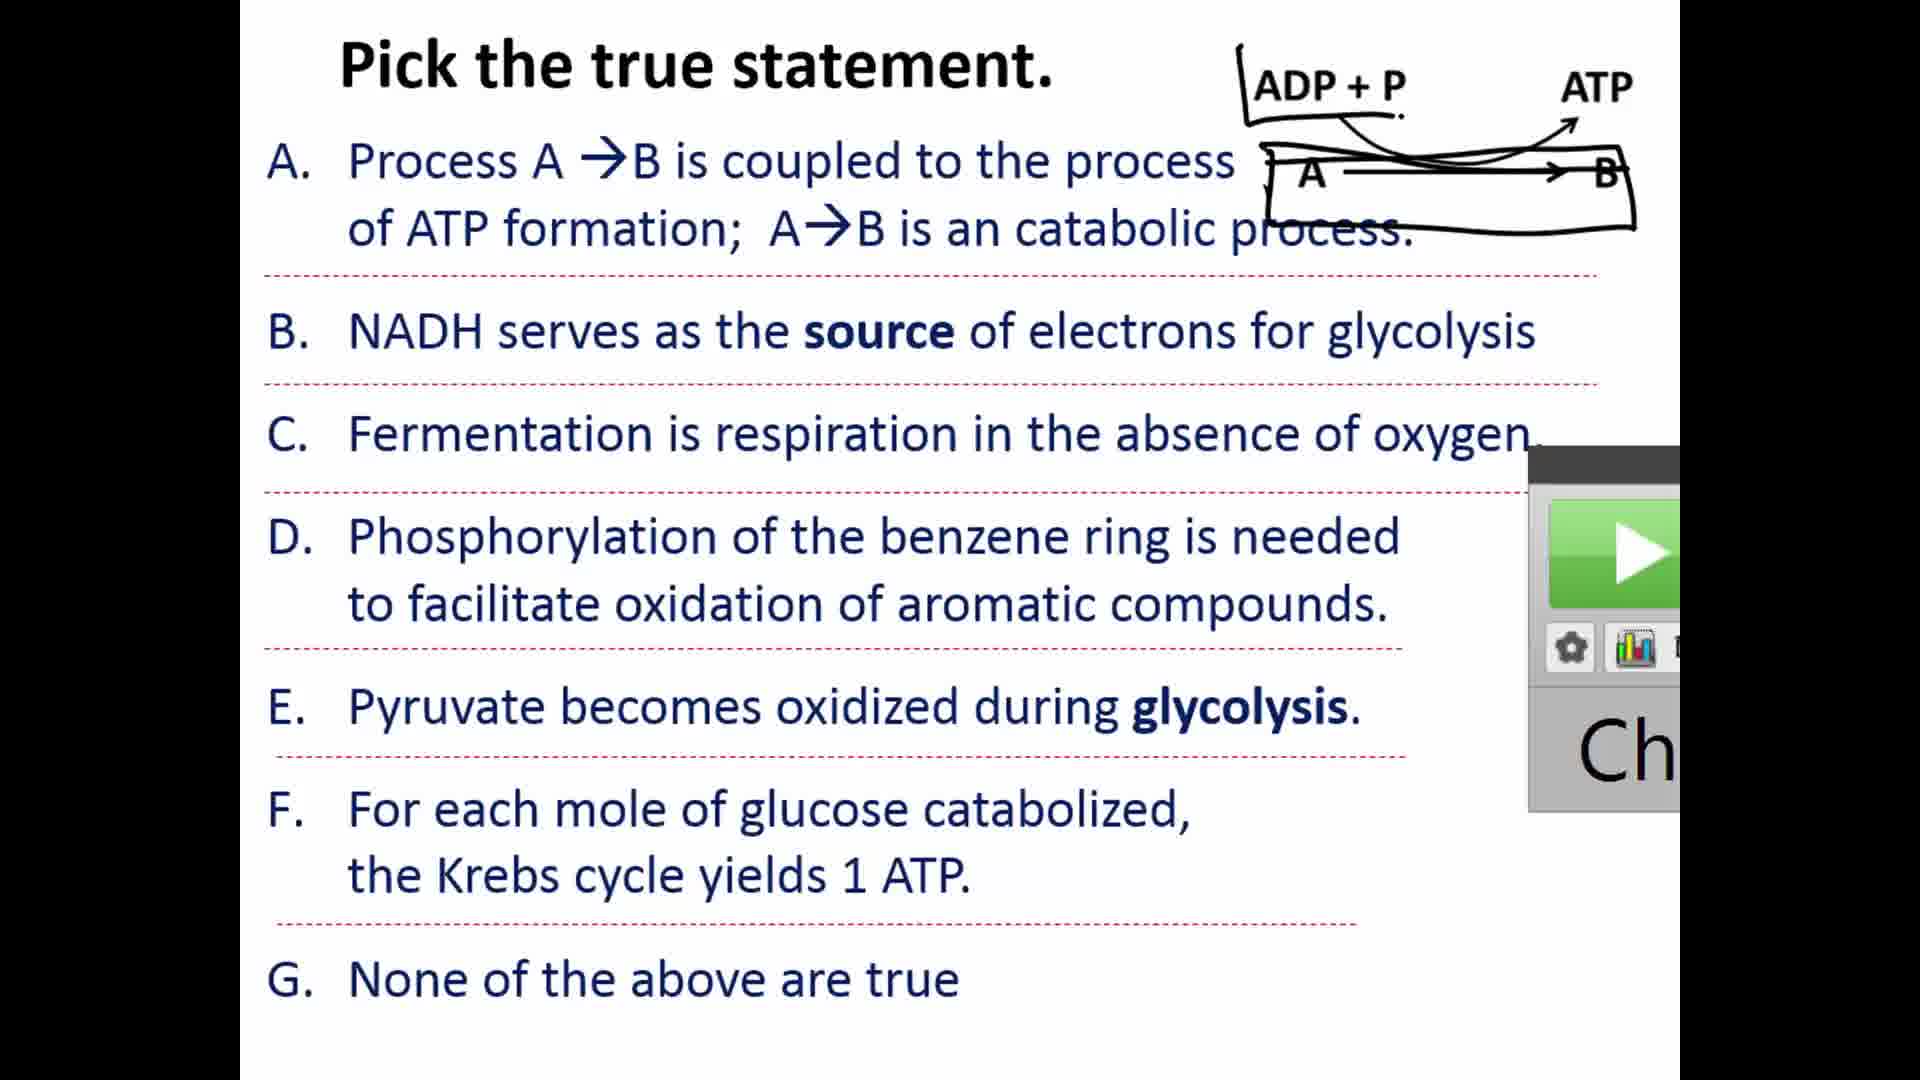 Pick the true statement.
ADP + P
ATP
A
B
A. Process A →B is coupled to the process
of ATP formation; A→B is an catabolic process.
B. NADH serves as the source of electrons for glycolysis
C. Fermentation is respiration in the absence of oxygen.
D. Phosphorylation of the benzene ring is needed
to facilitate oxidation of aromatic compounds.
E. Pyruvate becomes oxidized during glycolysis.
F. For each mole of glucose catabolized,
the Krebs cycle yields 1 ATP.
G. None of the above are true
Ch